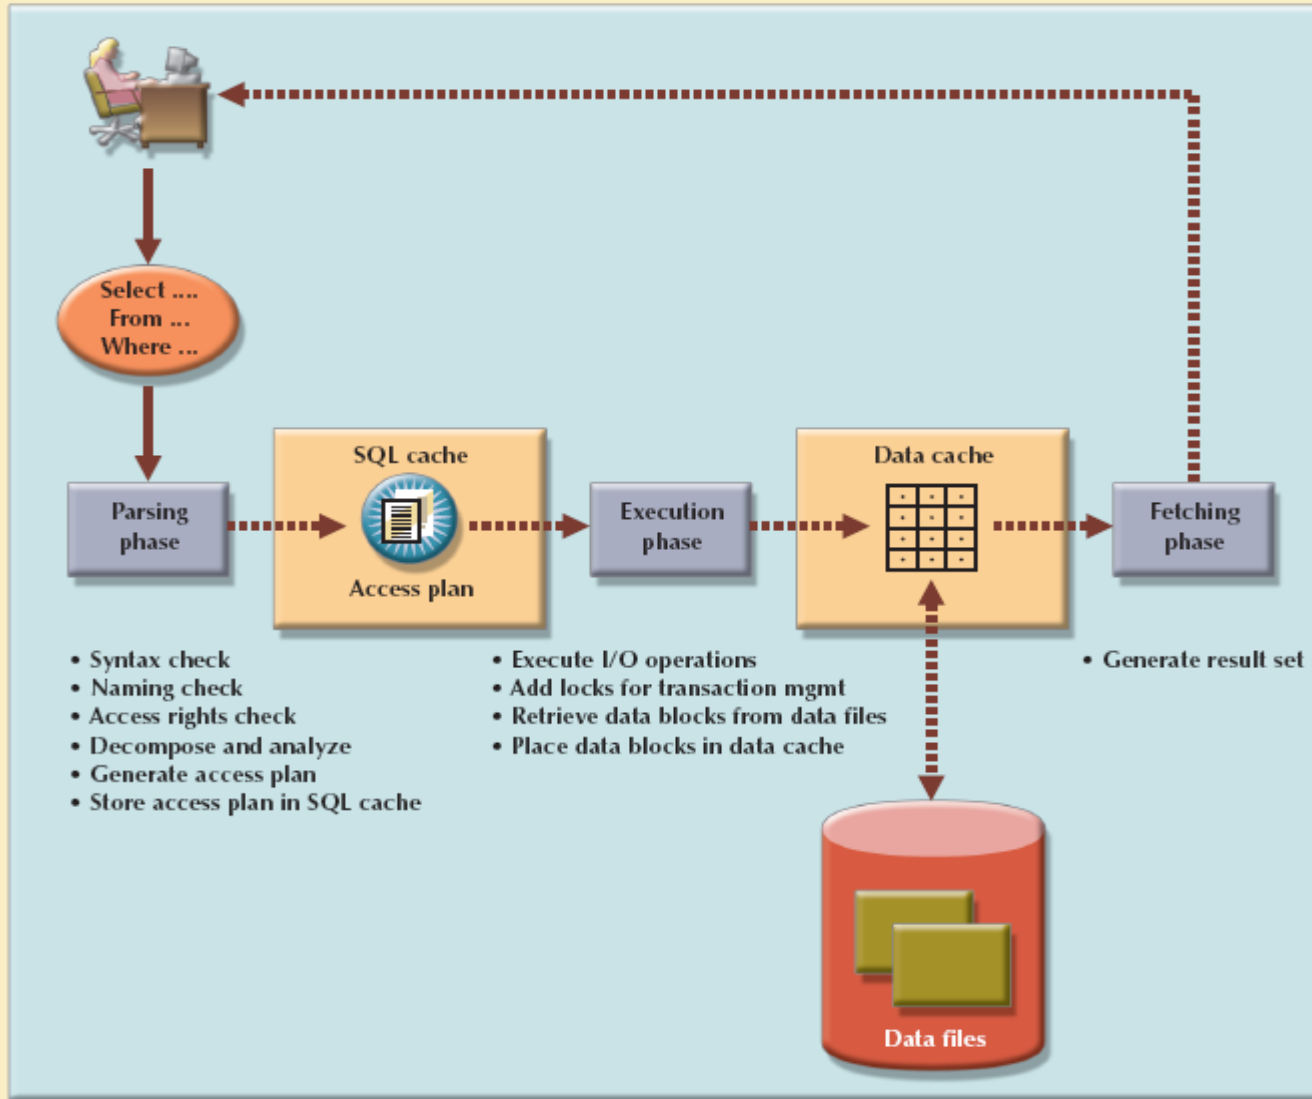 Select ....
From ...
Where ...
Parsing
phase
SQL cache
Access plan
Execution
phase
Data cache
Fetching
phase
• Syntax check
• Naming check
• Access rights check
• Decompose and analyze
• Generate access plan
• Store access plan in SQL cache
• Execute I/O operations
• Add locks for transaction mgmt
• Retrieve data blocks from data files
• Place data blocks in data cache
• Generate result set
Data files